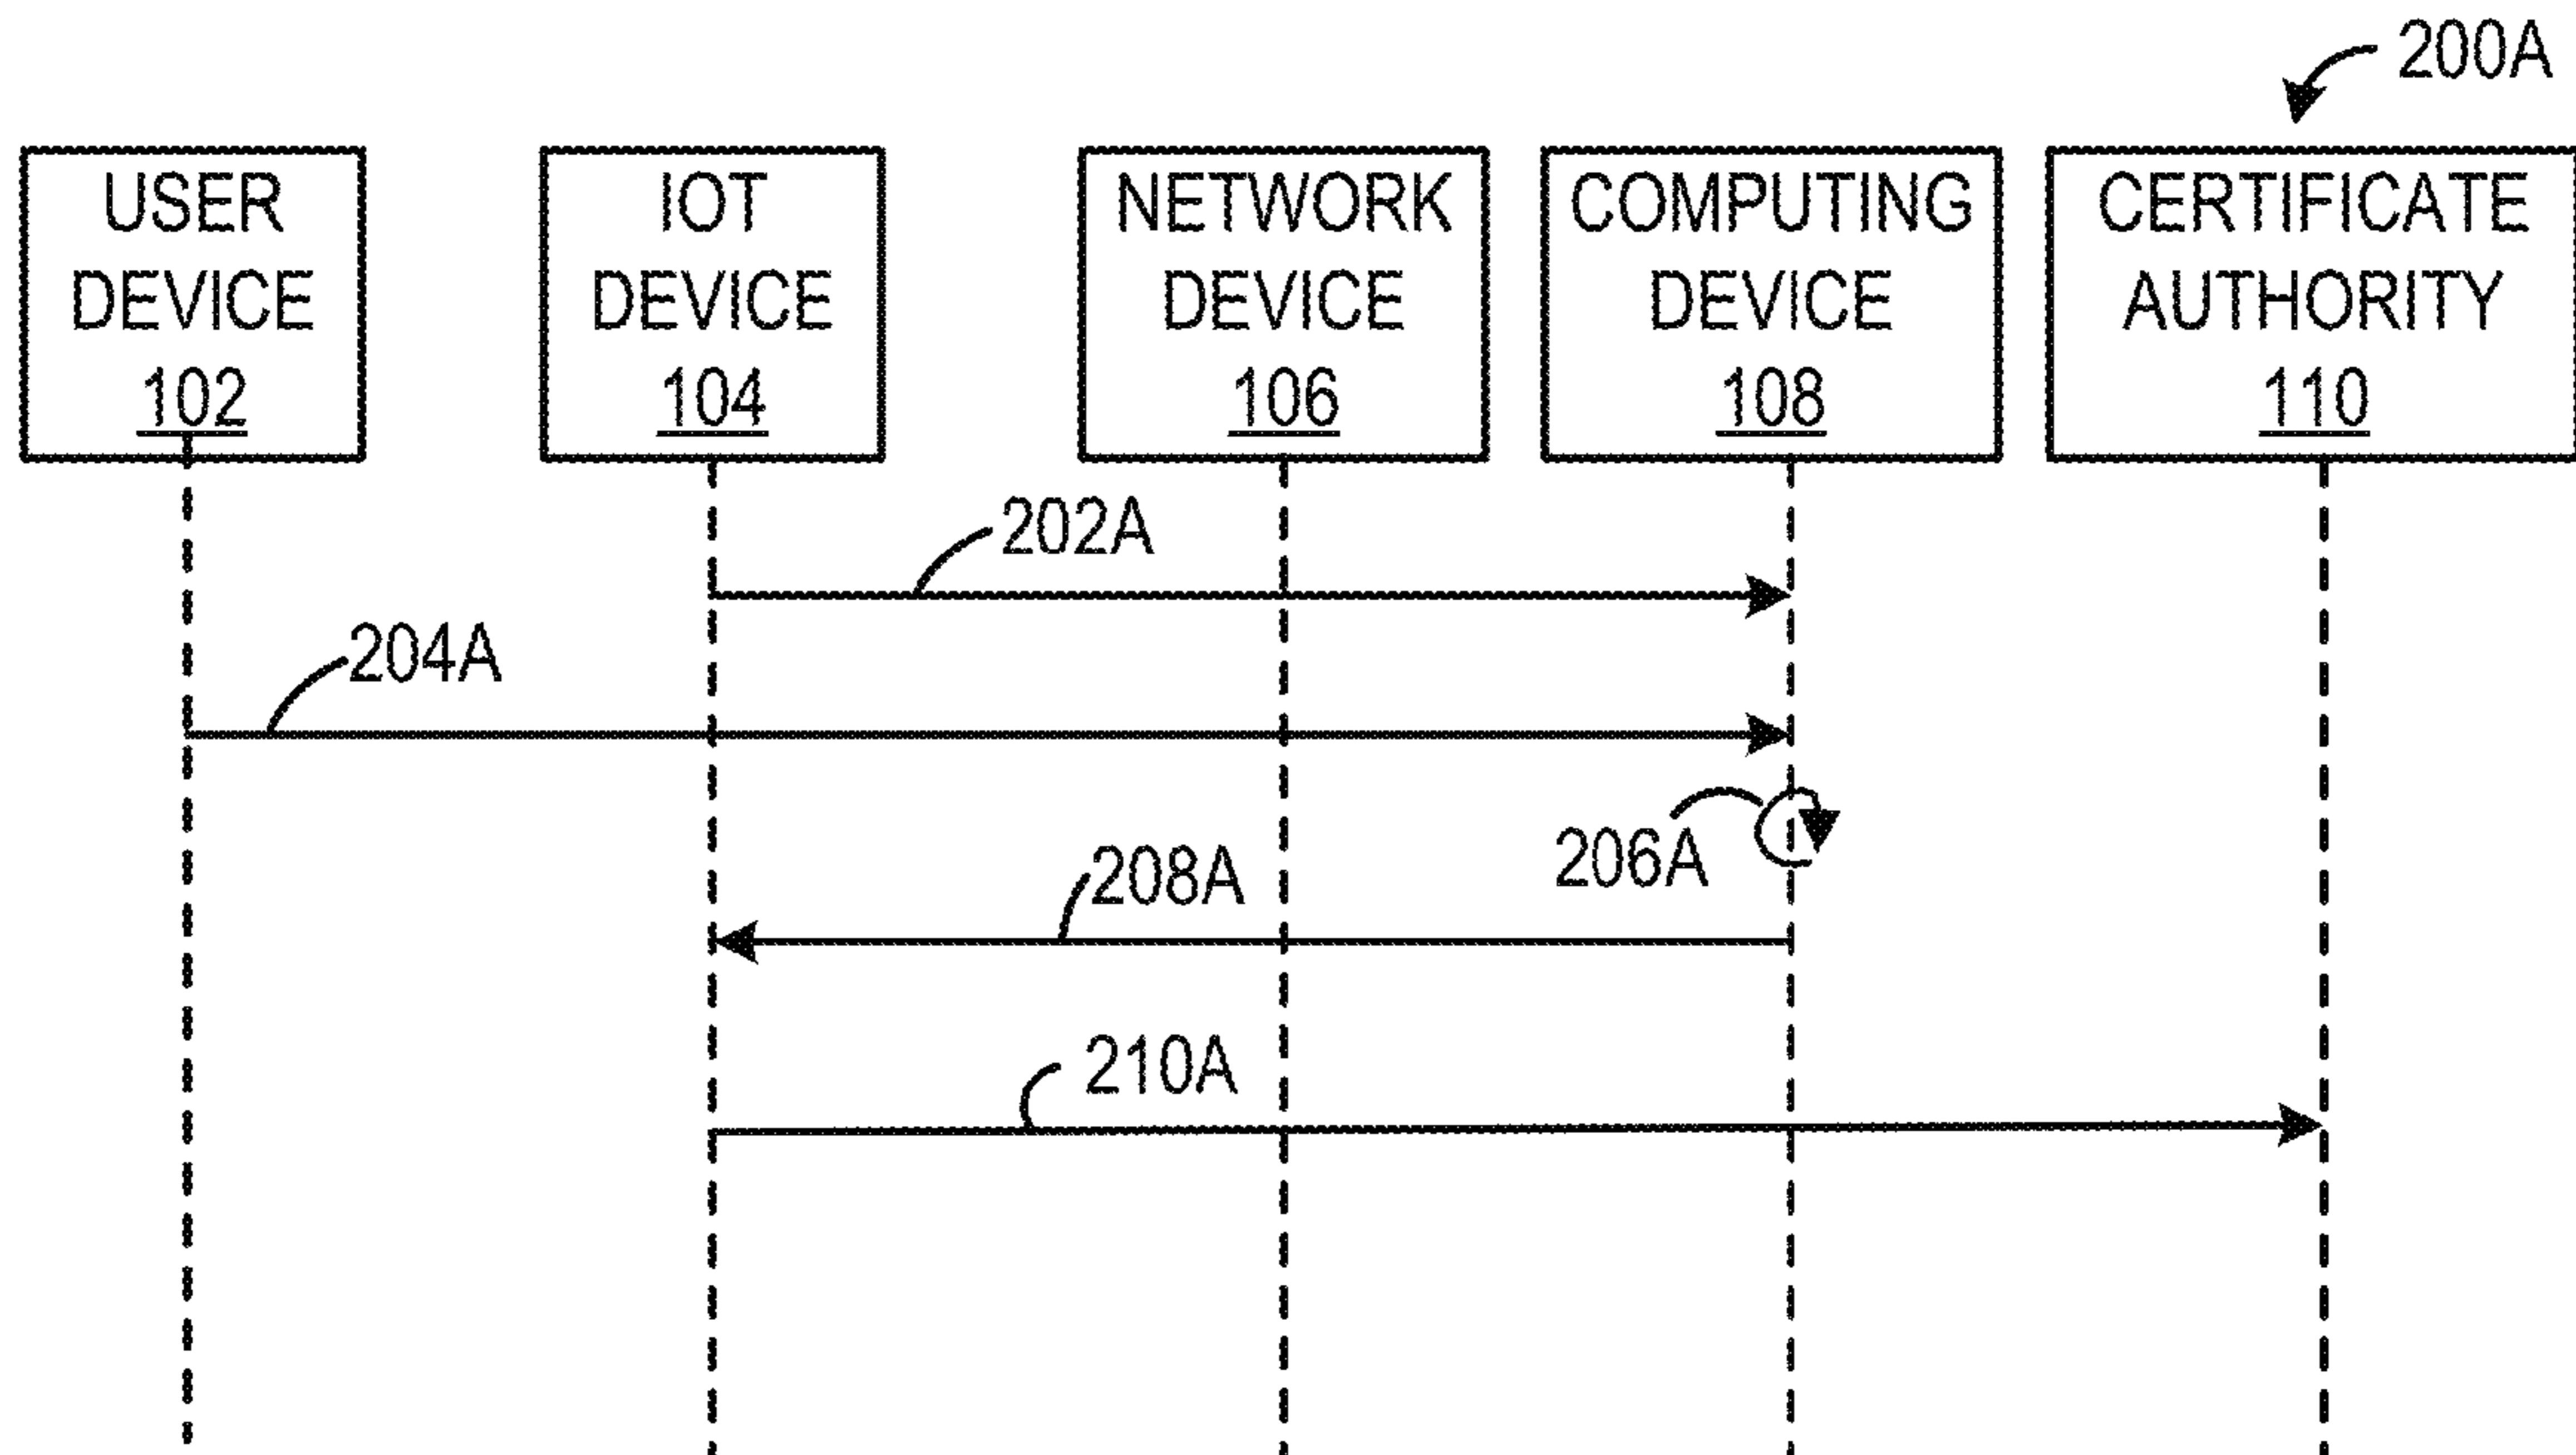 200A
USER
DEVICE
102
IOT
DEVICE
104
NETWORK
DEVICE
106
COMPUTING
DEVICE
108
CERTIFICATE
AUTHORITY
110
202A
204A
206A
208A
210A